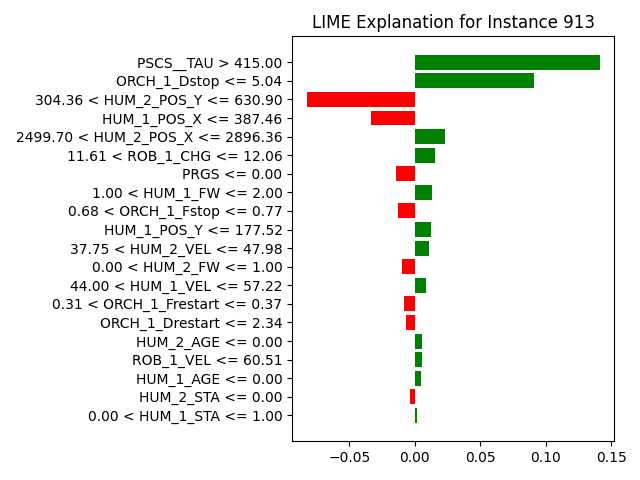 LIME Explanation for Instance 913
PSCS__TAU > 415.00
ORCH_1_Dstop <= 5.04
304.36 < HUM_2_POS_Y <= 630.90
HUM_1_POS_X <= 387.46
2499.70 < HUM_2_POS_X <= 2896.36
11.61 < ROB_1_CHG <= 12.06
PRGS <= 0.00
1.00 < HUM_1_FW <= 2.00
0.68 < ORCH_1_Fstop <= 0.77
HUM_1_POS_Y <= 177.52
37.75 < HUM_2_VEL <= 47.98
0.00 < HUM_2_FW <= 1.00
44.00 < HUM_1_VEL <= 57.22
0.31 < ORCH_1_Frestart <= 0.37
ORCH_1_Drestart <= 2.34
HUM_2_AGE <= 0.00
ROB_1_VEL <= 60.51
HUM_1_AGE <= 0.00
HUM_2_STA <= 0.00
0.00 < HUM_1_STA <= 1.00
−0.05 0.00 0.05 0.10 0.15